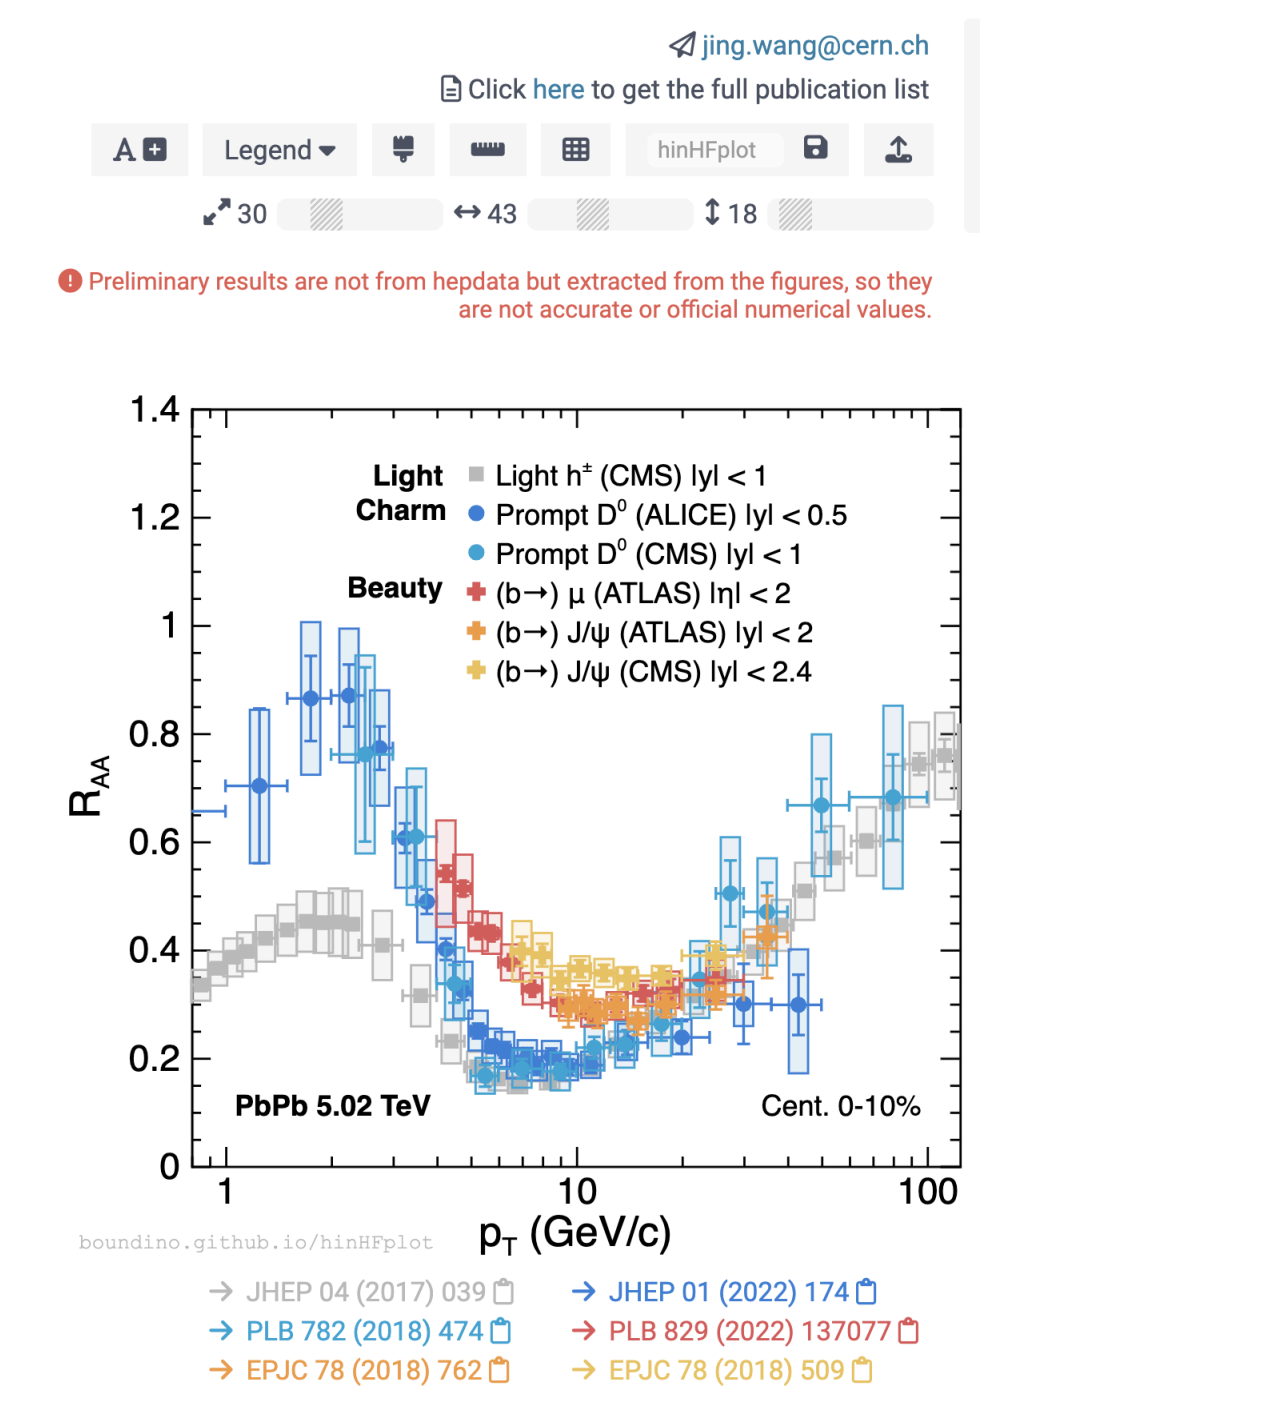 jing.wang@cern.ch
Click here to get the full publication list
A Legend hinHFplot
30 43 18
Preliminary results are not from hepdata but extracted from the figures, so they
are not accurate or official numerical values.
1.4
1.2
1
0.8
0.6
0.4
0.2
0
R_AA
Light Light h± (CMS) |y| < 1
Charm Prompt D⁰ (ALICE) |y| < 0.5
Prompt D⁰ (CMS) |y| < 1
Beauty (b→) μ (ATLAS) |η| < 2
(b→) J/ψ (ATLAS) |y| < 2
(b→) J/ψ (CMS) |y| < 2.4
PbPb 5.02 TeV Cent. 0-10%
1 10 100
p_T (GeV/c)
boundino.github.io/hinHFplot
→ JHEP 04 (2017) 039 → JHEP 01 (2022) 174
→ PLB 782 (2018) 474 → PLB 829 (2022) 137077
→ EPJC 78 (2018) 762 → EPJC 78 (2018) 509